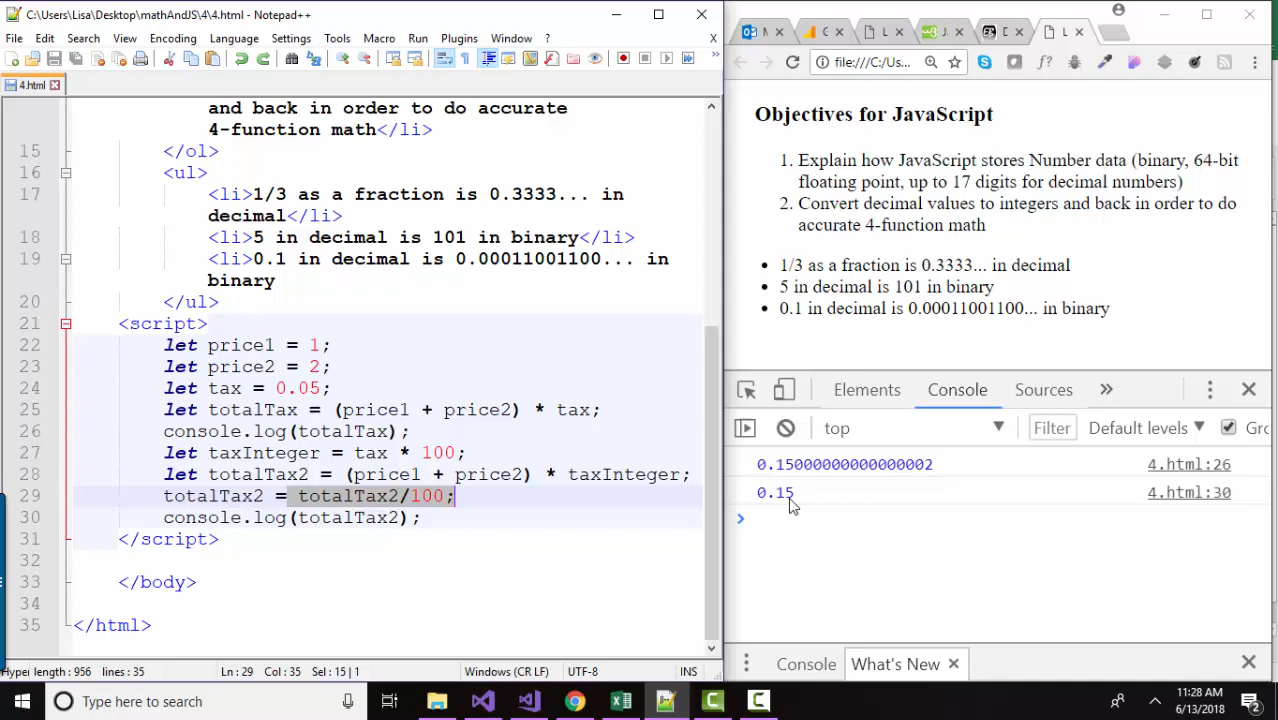 C:\Users\Lisa\Desktop\mathAndJS\4\4.html - Notepad++
File Edit Search View Encoding Language Settings Tools Macro Run Plugins Window ? X
4.html
and back in order to do accurate
4-function math</li>
15 </ol>
16 <ul>
17 <li>1/3 as a fraction is 0.3333... in
decimal</li>
18 <li>5 in decimal is 101 in binary</li>
19 <li>0.1 in decimal is 0.00011001100... in
binary
20 </ul>
21 <script>
22 let price1 = 1;
23 let price2 = 2;
24 let tax = 0.05;
25 let totalTax = (price1 + price2) * tax;
26 console.log(totalTax);
27 let taxInteger = tax * 100;
28 let totalTax2 = (price1 + price2) * taxInteger;
29 totalTax2 = totalTax2/100;
30 console.log(totalTax2);
31 </script>
32
33 </body>
34
35 </html>
Hyper length : 956 lines : 35 Ln : 29 Col : 35 Sel : 15 | 1 Windows (CR LF) UTF-8 INS
file:///C:/Us...
Objectives for JavaScript
1. Explain how JavaScript stores Number data (binary, 64-bit
floating point, up to 17 digits for decimal numbers)
2. Convert decimal values to integers and back in order to do
accurate 4-function math
• 1/3 as a fraction is 0.3333... in decimal
• 5 in decimal is 101 in binary
• 0.1 in decimal is 0.00011001100... in binary
Elements Console Sources
top Filter Default levels Gro
0.15000000000000002 4.html:26
0.15 4.html:30
Console What's New
Type here to search
11:28 AM
6/13/2018